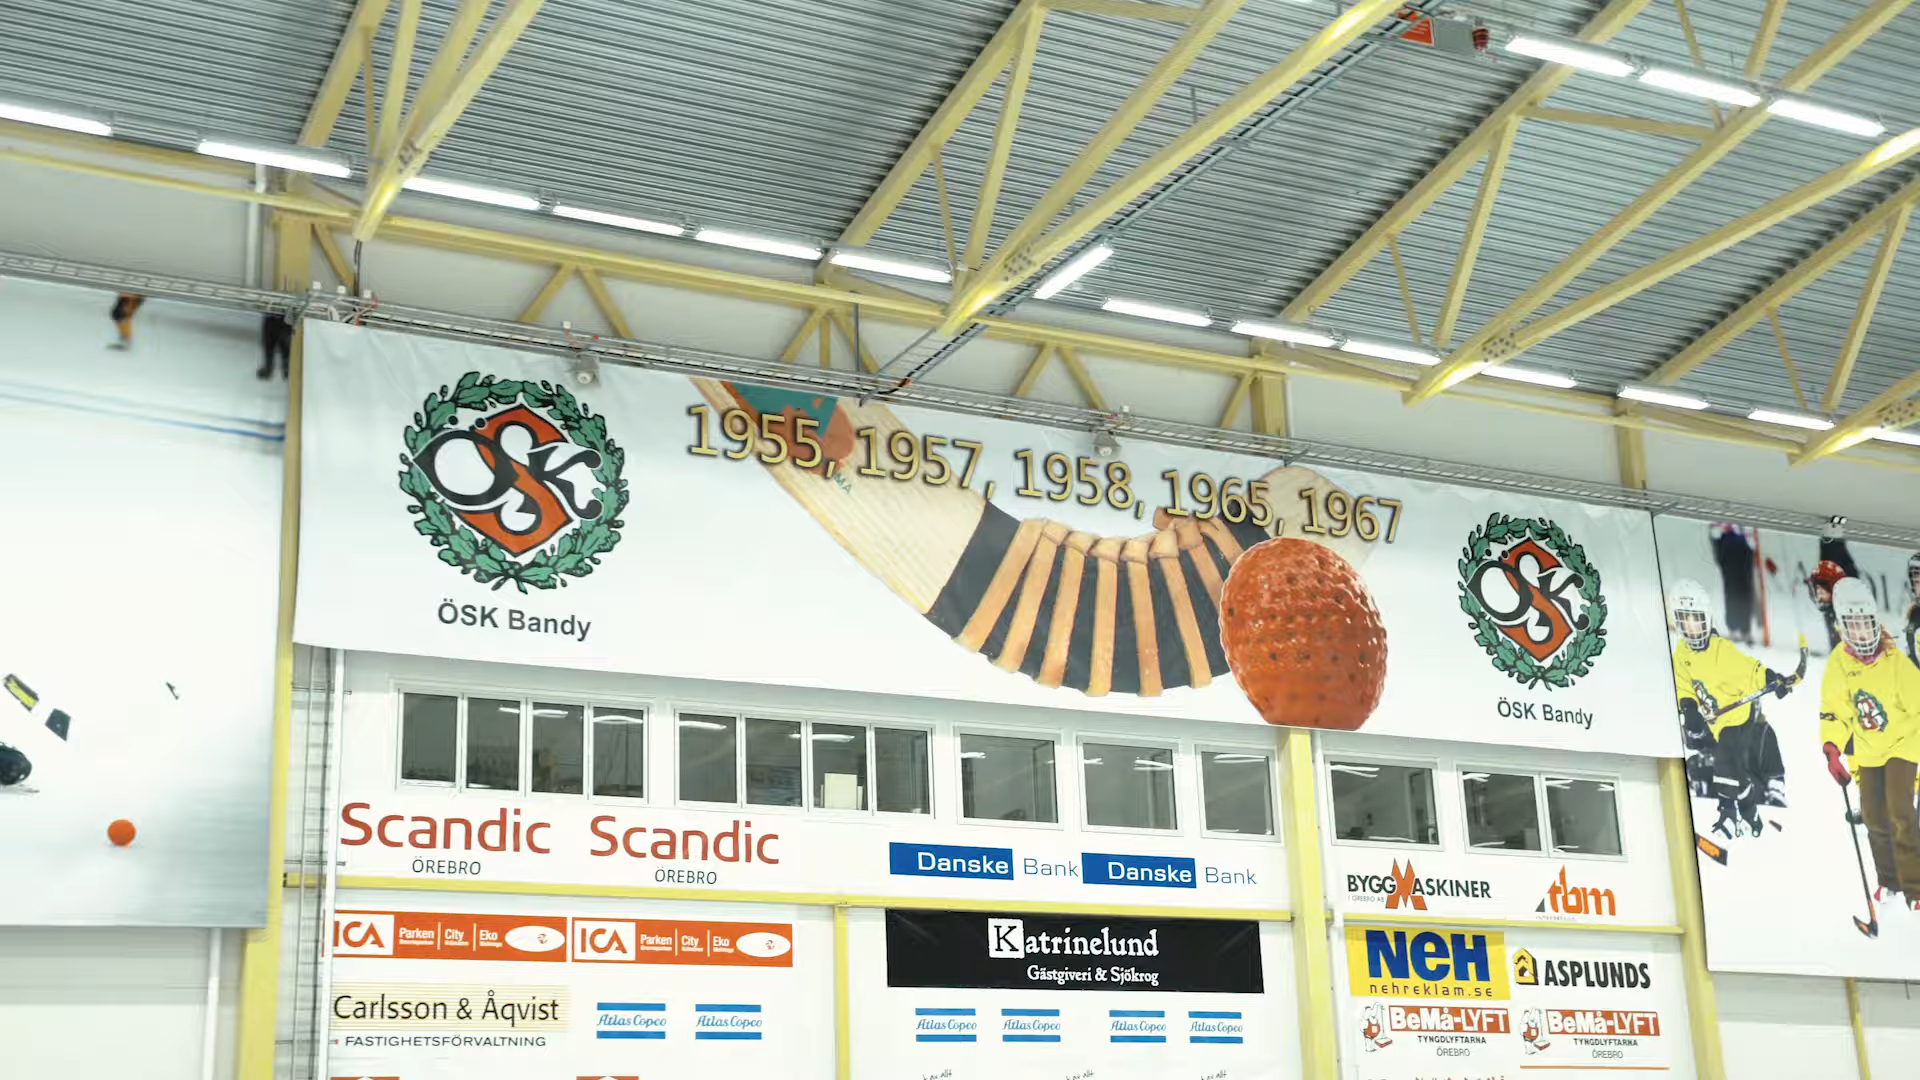 1955, 1957, 1958, 1965, 1967
ÖSK
ÖSK Bandy
ÖSK
ÖSK Bandy
Scandic
ÖREBRO
Scandic
ÖREBRO
Danske Bank
Danske Bank
BYGGMASKINER
I ÖREBRO AB
tbm
ICA Parken City Eko
ICA Parken City Eko
Katrinelund
Gästgiveri & Sjökrog
NeH
nehreklam.se
ASPLUNDS
Carlsson & Åqvist
FASTIGHETSFÖRVALTNING
Atlas Copco
Atlas Copco
Atlas Copco
Atlas Copco
Atlas Copco
Atlas Copco
BeMå-LYFT
TYNGDLYFTARNA
ÖREBRO
BeMå-LYFT
TYNGDLYFTARNA
ÖREBRO